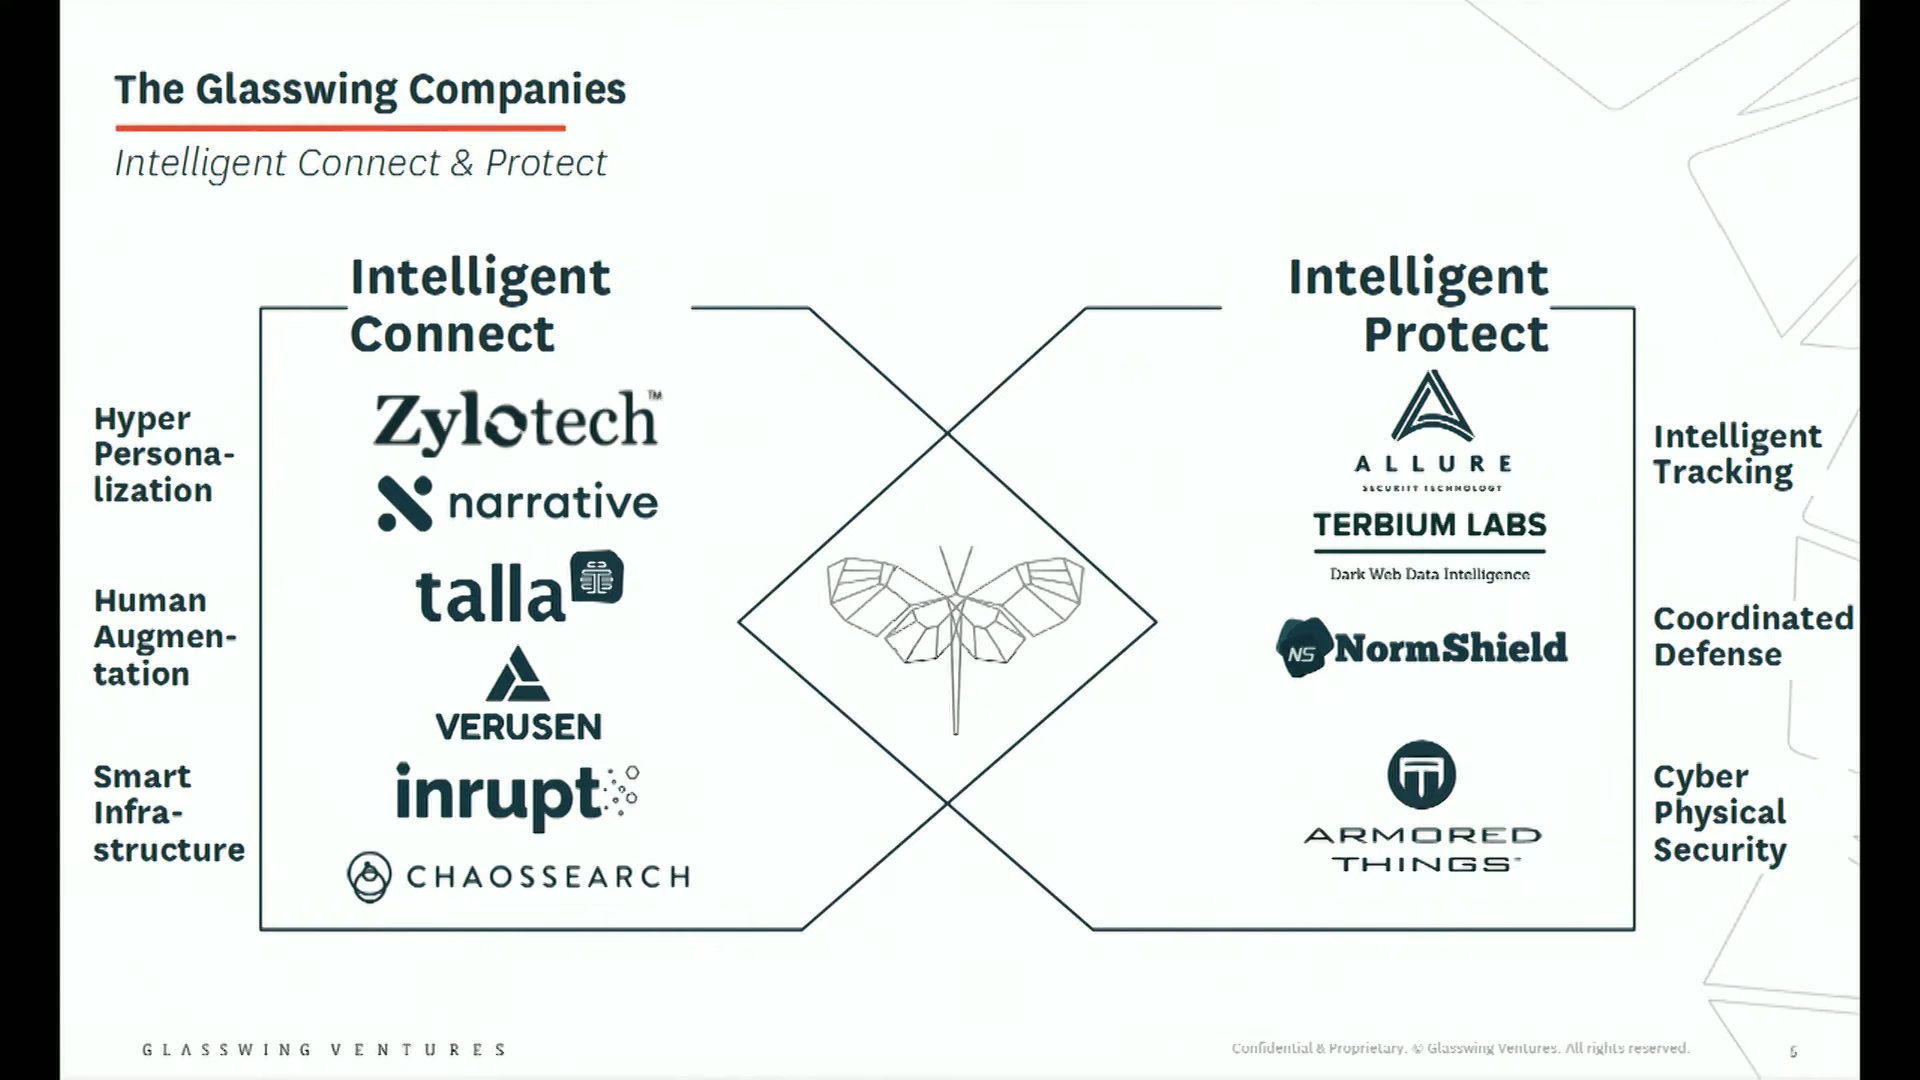 The Glasswing Companies
Intelligent Connect & Protect
Intelligent
Connect
Hyper
Persona-
lization
Human
Augmen-
tation
Smart
Infra-
structure
Zylotech™
narrative
talla
VERUSEN
inrupt
CHAOSSEARCH
Intelligent
Protect
ALLURE
SECURITY TECHNOLOGY
TERBIUM LABS
Dark Web Data Intelligence
NS NormShield
ARMORED
THINGS
Intelligent
Tracking
Coordinated
Defense
Cyber
Physical
Security
GLASSWING VENTURES
Confidential & Proprietary. © Glasswing Ventures. All rights reserved.